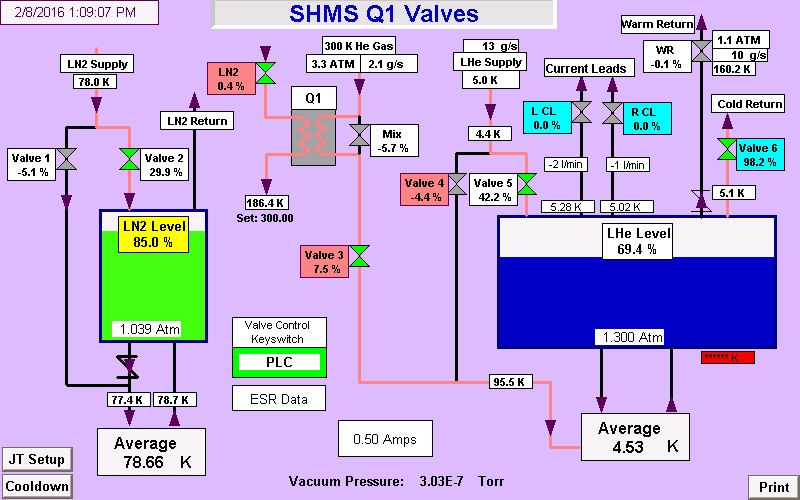 2/8/2016 1:09:07 PM
SHMS Q1 Valves
LN2 Supply
78.0 K
LN2
0.4 %
300 K He Gas
3.3 ATM
2.1 g/s
13 g/s
LHe Supply
5.0 K
Warm Return
WR
-0.1 %
1.1 ATM
10 g/s
160.2 K
Current Leads
Q1
LN2 Return
Mix
-5.7 %
4.4 K
L CL
0.0 %
R CL
0.0 %
Cold Return
Valve 1
-5.1 %
Valve 2
29.9 %
Valve 4
-4.4 %
Valve 5
42.2 %
-2 l/min
-1 l/min
Valve 6
98.2 %
186.4 K
Set: 300.00
5.28 K
5.02 K
5.1 K
LN2 Level
85.0 %
LHe Level
69.4 %
Valve 3
7.5 %
1.039 Atm
Valve Control
Keyswitch
PLC
1.300 Atm
****** K
95.5 K
77.4 K
78.7 K
ESR Data
Average
78.66 K
0.50 Amps
Average
4.53 K
JT Setup
Cooldown
Vacuum Pressure: 3.03E-7 Torr
Print